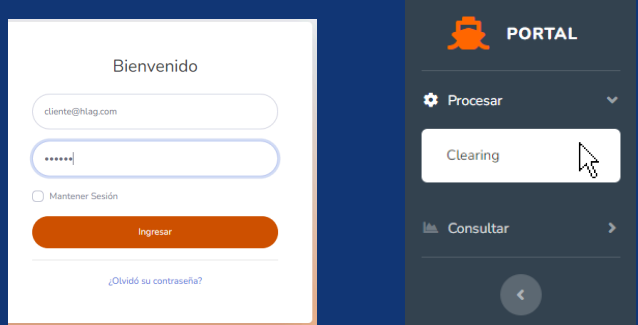 Bienvenido
cliente@hlag.com
••••••
Mantener Sesión
Ingresar
¿Olvidó su contraseña?
PORTAL
Procesar
Clearing
Consultar